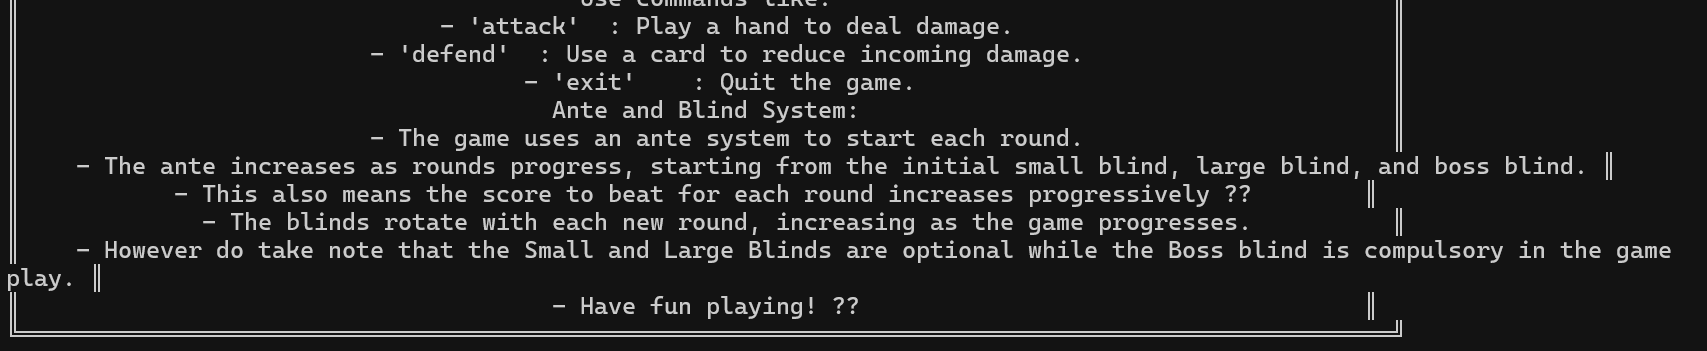 Use commands like:
- 'attack'  : Play a hand to deal damage.
- 'defend'  : Use a card to reduce incoming damage.
- 'exit'    : Quit the game.
Ante and Blind System:
- The game uses an ante system to start each round.
- The ante increases as rounds progress, starting from the initial small blind, large blind, and boss blind.
- This also means the score to beat for each round increases progressively ??
- The blinds rotate with each new round, increasing as the game progresses.
- However do take note that the Small and Large Blinds are optional while the Boss blind is compulsory in the game
play.
- Have fun playing! ??